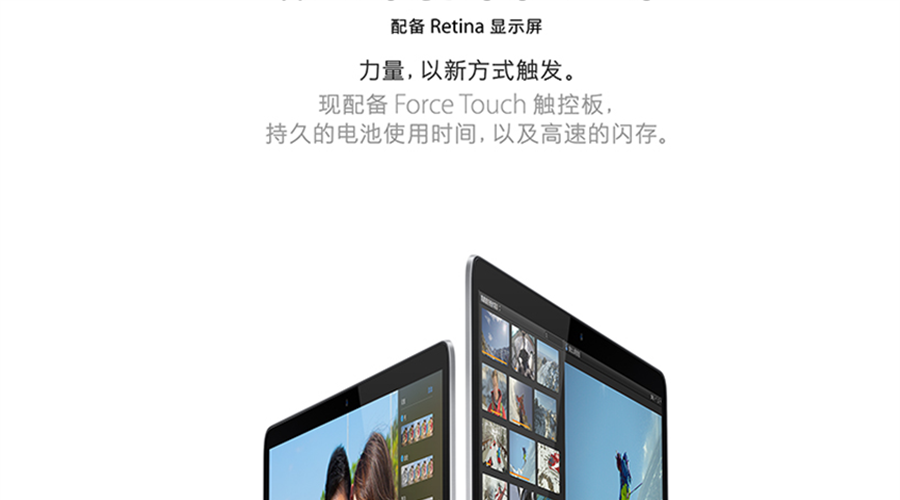 配备 Retina 显示屏
力量，以新方式触发。
现配备 Force Touch 触控板，
持久的电池使用时间，以及高速的闪存。